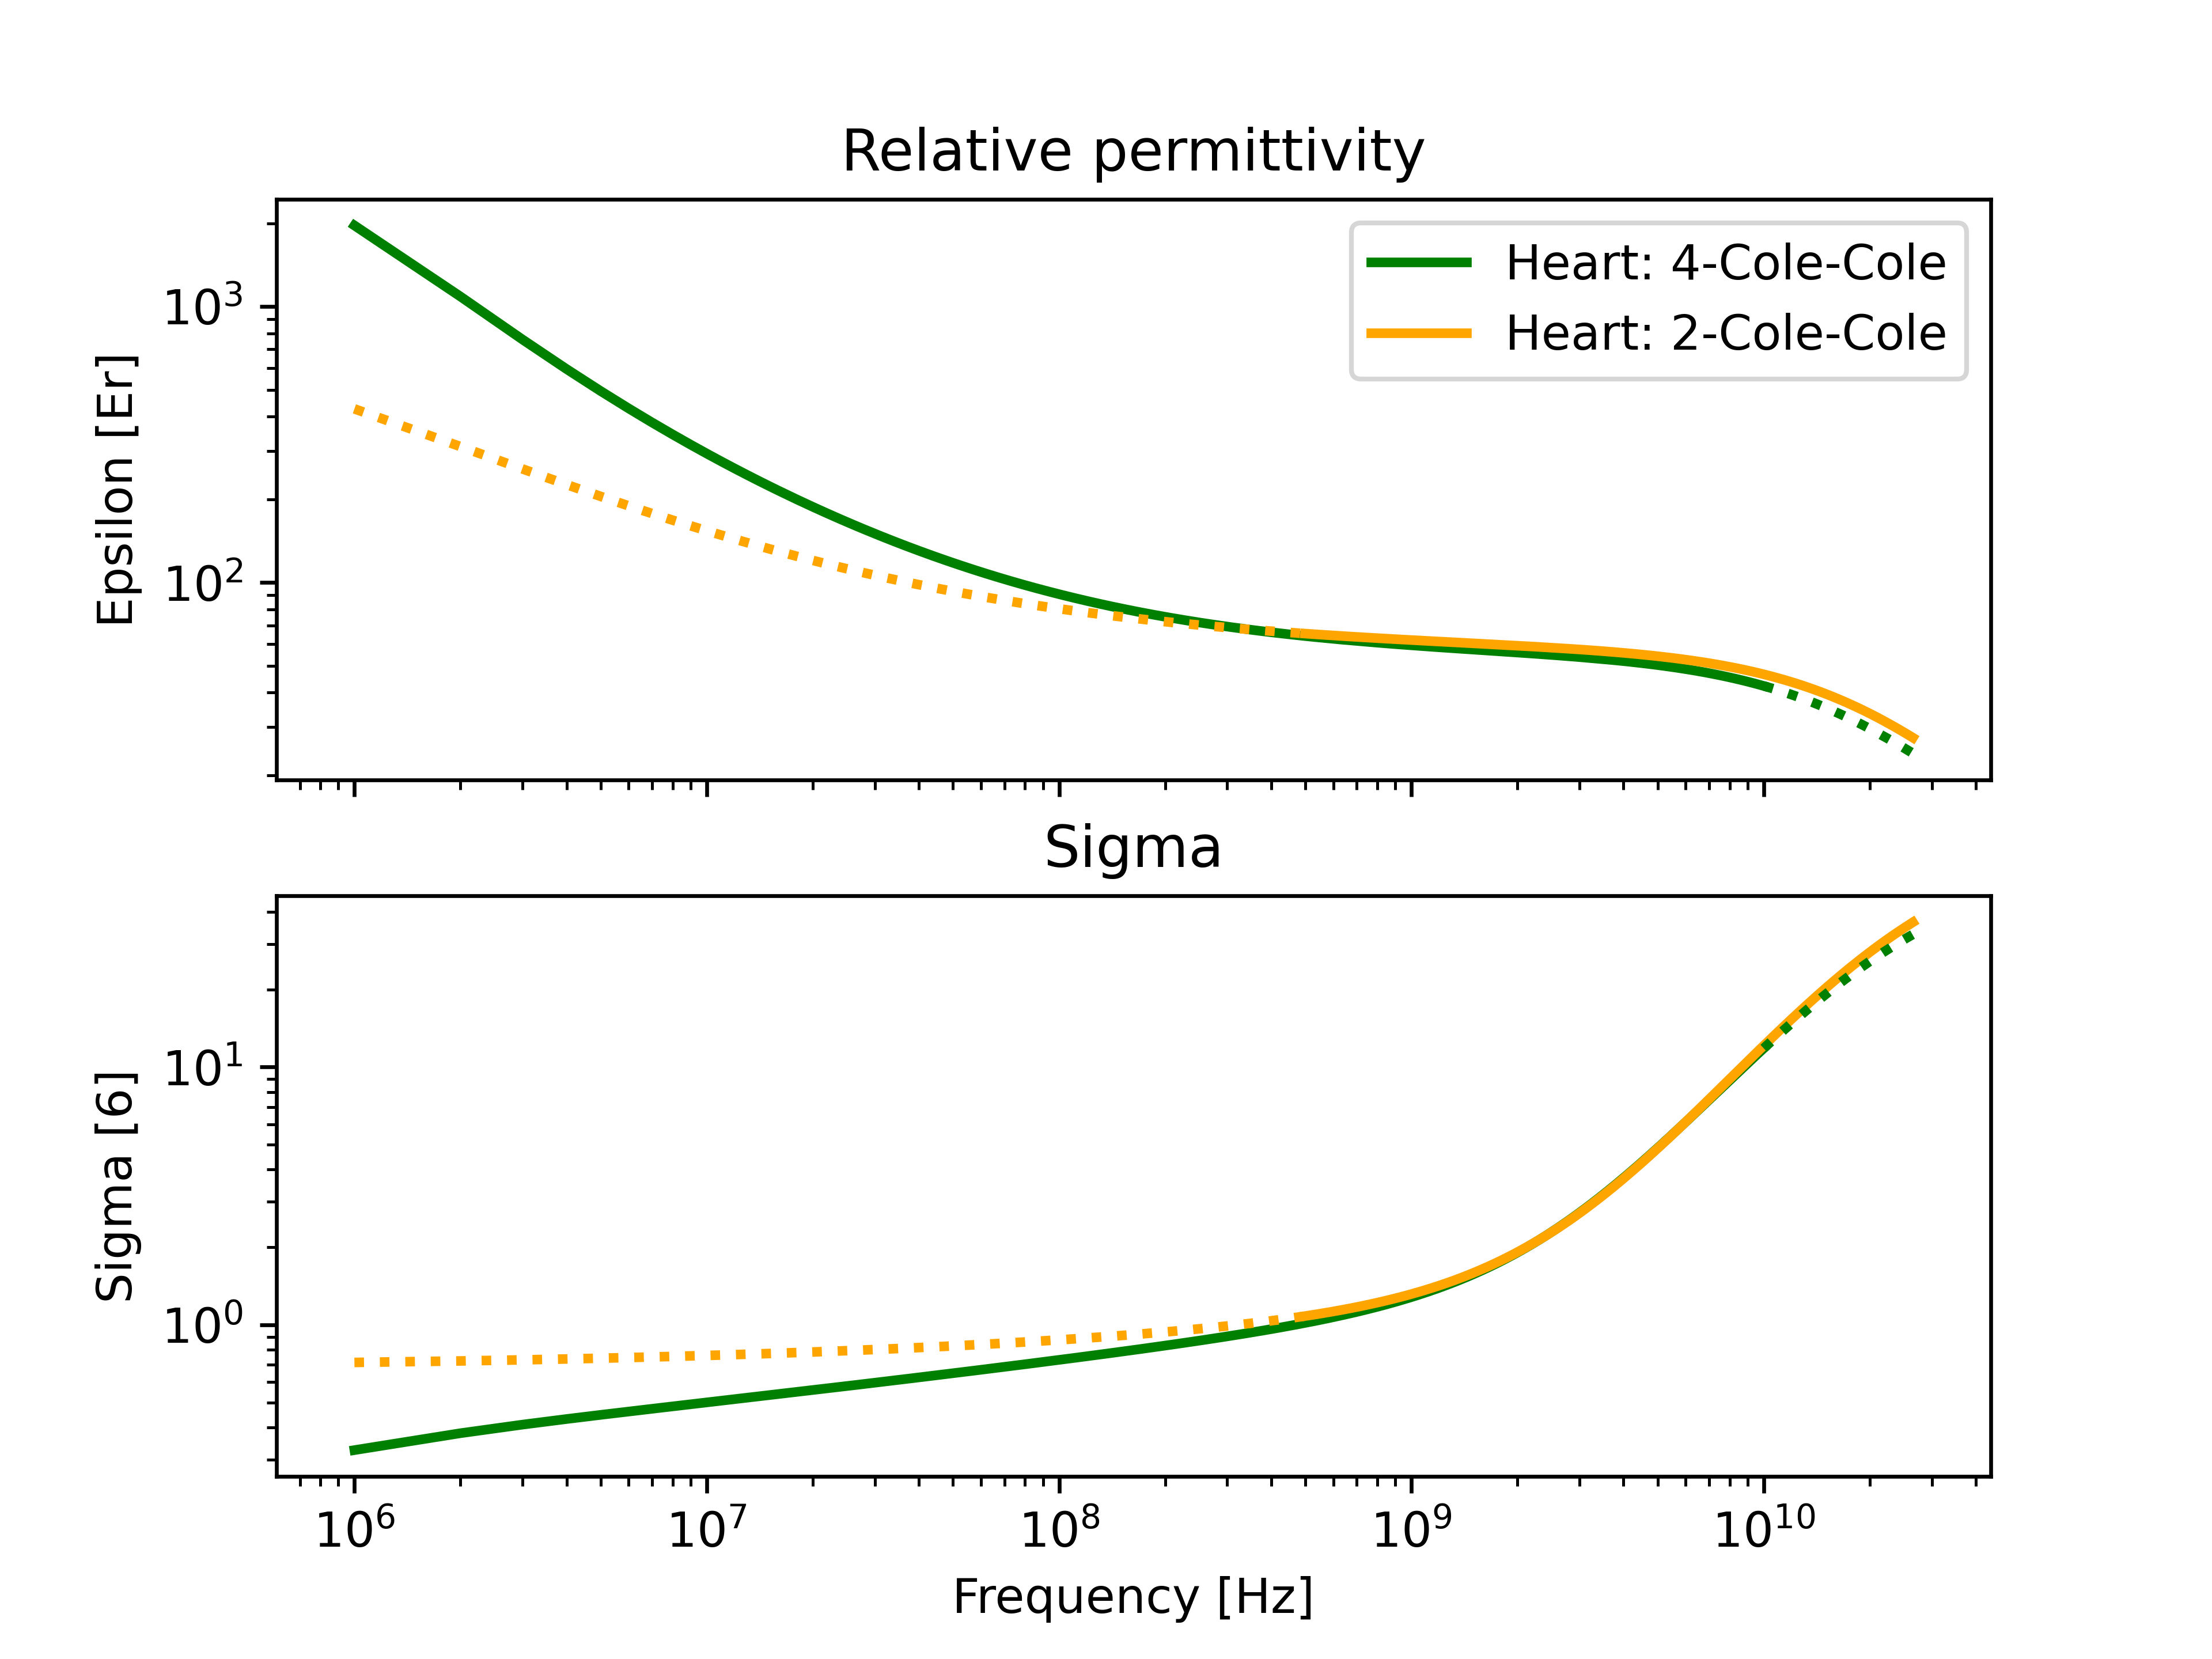 Relative permittivity
Heart: 4-Cole-Cole
Heart: 2-Cole-Cole
Epsilon [Er]
10³
10²
Sigma
Sigma [6]
10¹
10⁰
10⁶ 10⁷ 10⁸ 10⁹ 10¹⁰
Frequency [Hz]